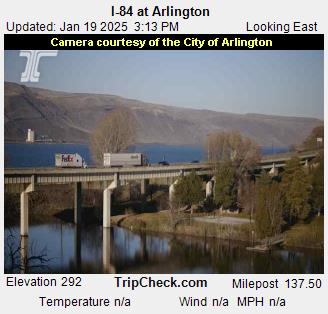 I-84 at Arlington
Updated: Jan 19 2025 3:13 PM Looking East
Camera courtesy of the City of Arlington
FedEx
Elevation 292 TripCheck.com Milepost 137.50
Temperature n/a Wind n/a MPH n/a